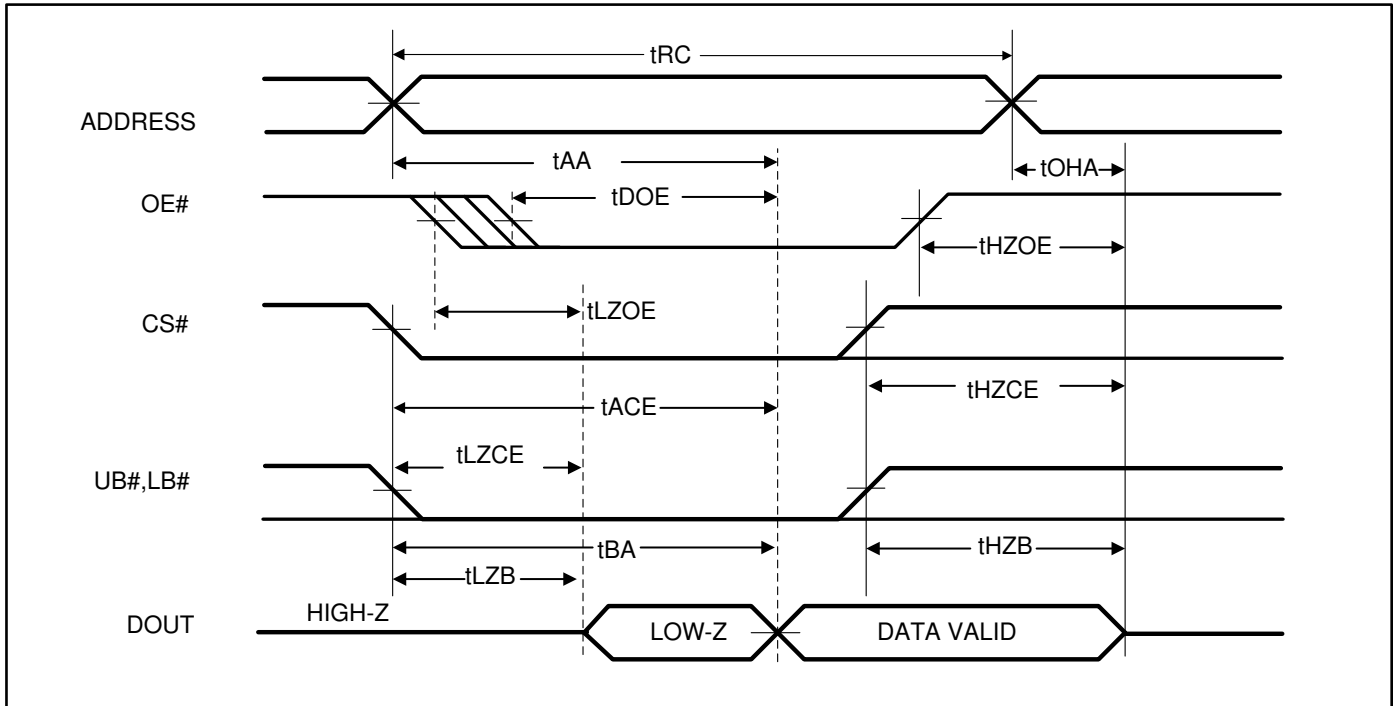 tRC
ADDRESS
tAA
tOHA
OE#
tDOE
tHZOE
CS#
tLZOE
tHZCE
tACE
UB#,LB#
tLZCE
tBA
tHZB
tLZB
DOUT
HIGH-Z
LOW-Z
DATA VALID